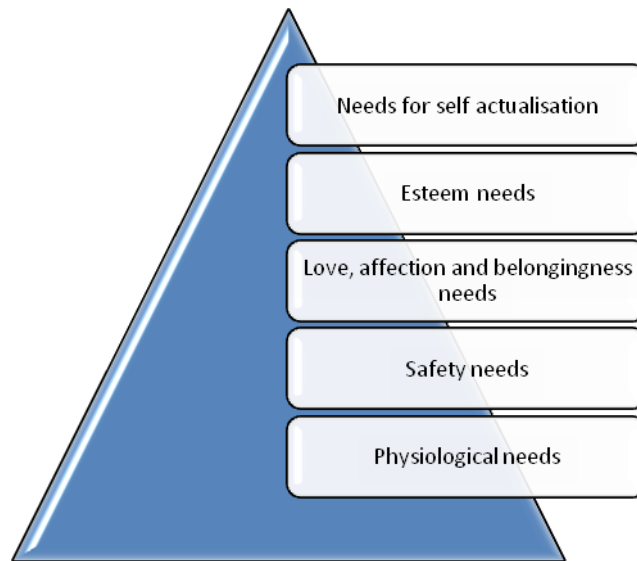 Needs for self actualisation
Esteem needs
Love, affection and belongingness
needs
Safety needs
Physiological needs